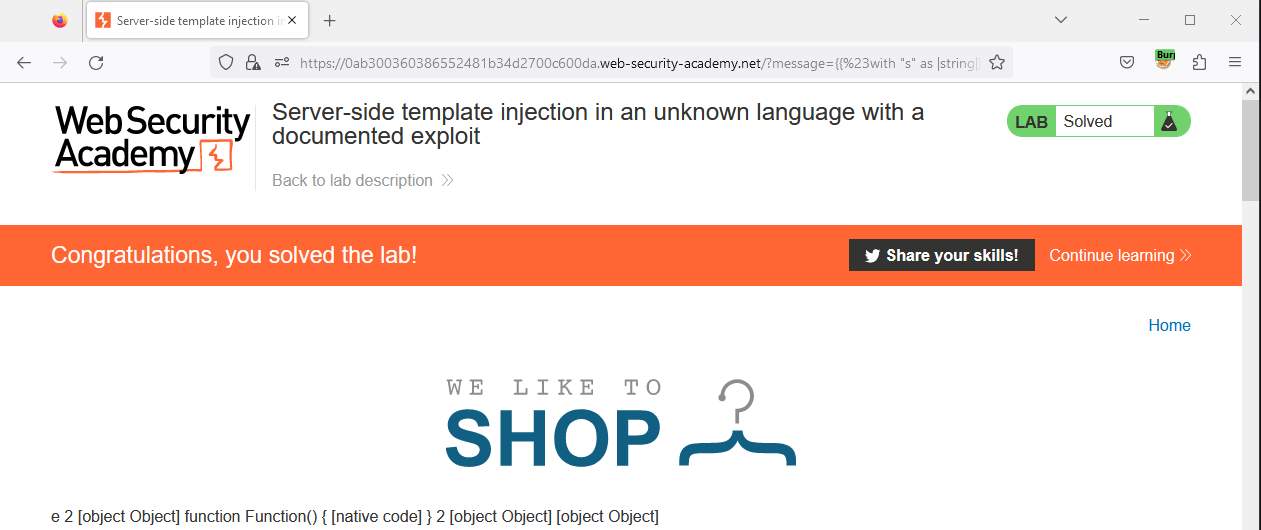 Server-side template injection i
https://0ab300360386552481b34d2700c600da.web-security-academy.net/?message={{%23with "s" as |string|
Burp
Web Security
Academy
Server-side template injection in an unknown language with a
documented exploit
Back to lab description
LAB Solved
Congratulations, you solved the lab!
Share your skills!
Continue learning
Home
WE LIKE TO
SHOP
e 2 [object Object] function Function() { [native code] } 2 [object Object] [object Object]